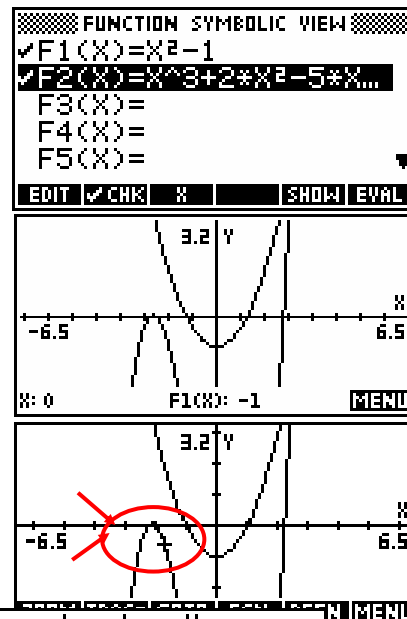 FUNCTION SYMBOLIC VIEW
✓F1(X)=X²-1
✓F2(X)=X^3+2*X²-5*X…
F3(X)=
F4(X)=
F5(X)=
EDIT ✓CHK X SHOW EVAL
3.2 Y
X
-6.5 6.5
X: 0 F1(X): -1 MENU
3.2 Y
X
-6.5 6.5
MENU